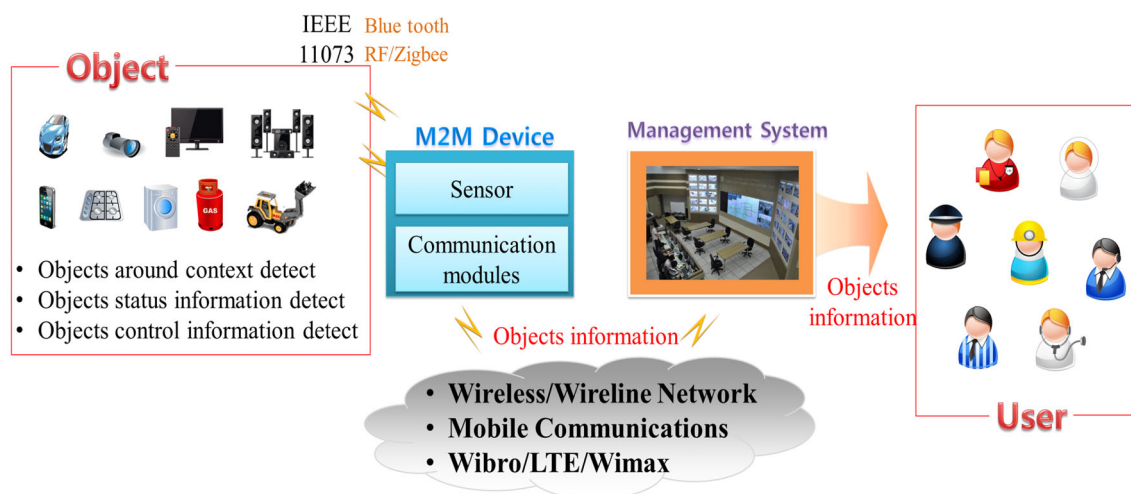 IEEE Blue tooth
11073 RF/Zigbee
Object
GAS
• Objects around context detect
• Objects status information detect
• Objects control information detect
M2M Device
Sensor
Communication
modules
Management System
Objects information
• Wireless/Wireline Network
• Mobile Communications
• Wibro/LTE/Wimax
Objects
information
User